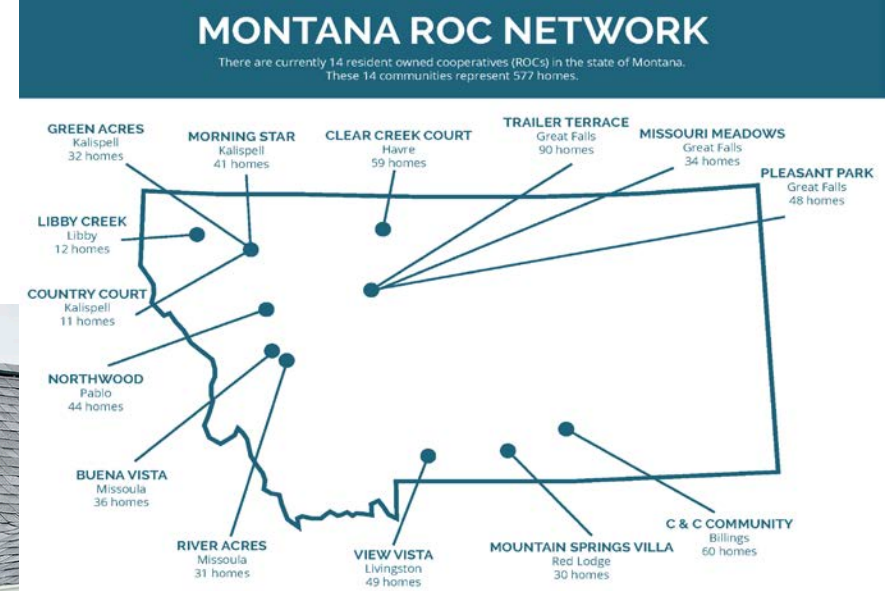 MONTANA ROC NETWORK
There are currently 14 resident owned cooperatives (ROCs) in the state of Montana.
These 14 communities represent 577 homes.
GREEN ACRES
Kalispell
32 homes
MORNING STAR
Kalispell
41 homes
CLEAR CREEK COURT
Havre
59 homes
TRAILER TERRACE
Great Falls
90 homes
MISSOURI MEADOWS
Great Falls
34 homes
PLEASANT PARK
Great Falls
48 homes
LIBBY CREEK
Libby
12 homes
COUNTRY COURT
Kalispell
11 homes
NORTHWOOD
Pablo
44 homes
BUENA VISTA
Missoula
36 homes
RIVER ACRES
Missoula
31 homes
VIEW VISTA
Livingston
49 homes
MOUNTAIN SPRINGS VILLA
Red Lodge
30 homes
C & C COMMUNITY
Billings
60 homes